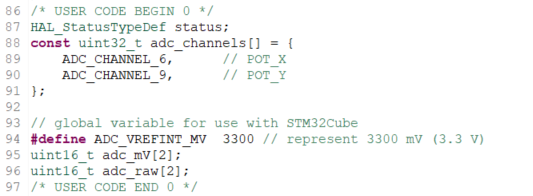 86 /* USER CODE BEGIN 0 */
87 HAL_StatusTypeDef status;
88 const uint32_t adc_channels[] = {
89     ADC_CHANNEL_6,      // POT_X
90     ADC_CHANNEL_9,      // POT_Y
91 };
92
93 // global variable for use with STM32Cube
94 #define ADC_VREFINT_MV  3300 // represent 3300 mV (3.3 V)
95 uint16_t adc_mV[2];
96 uint16_t adc_raw[2];
97 /* USER CODE END 0 */